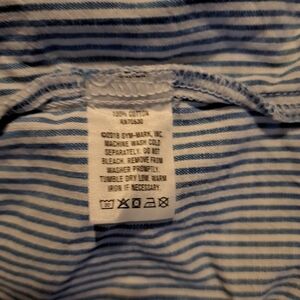 100% COTTON
RN70530
©2018 GYM-MARK, INC.
MACHINE WASH COLD
SEPARATELY. DO NOT
BLEACH. REMOVE FROM
WASHER PROMPTLY.
TUMBLE DRY LOW. WARM
IRON IF NECESSARY.